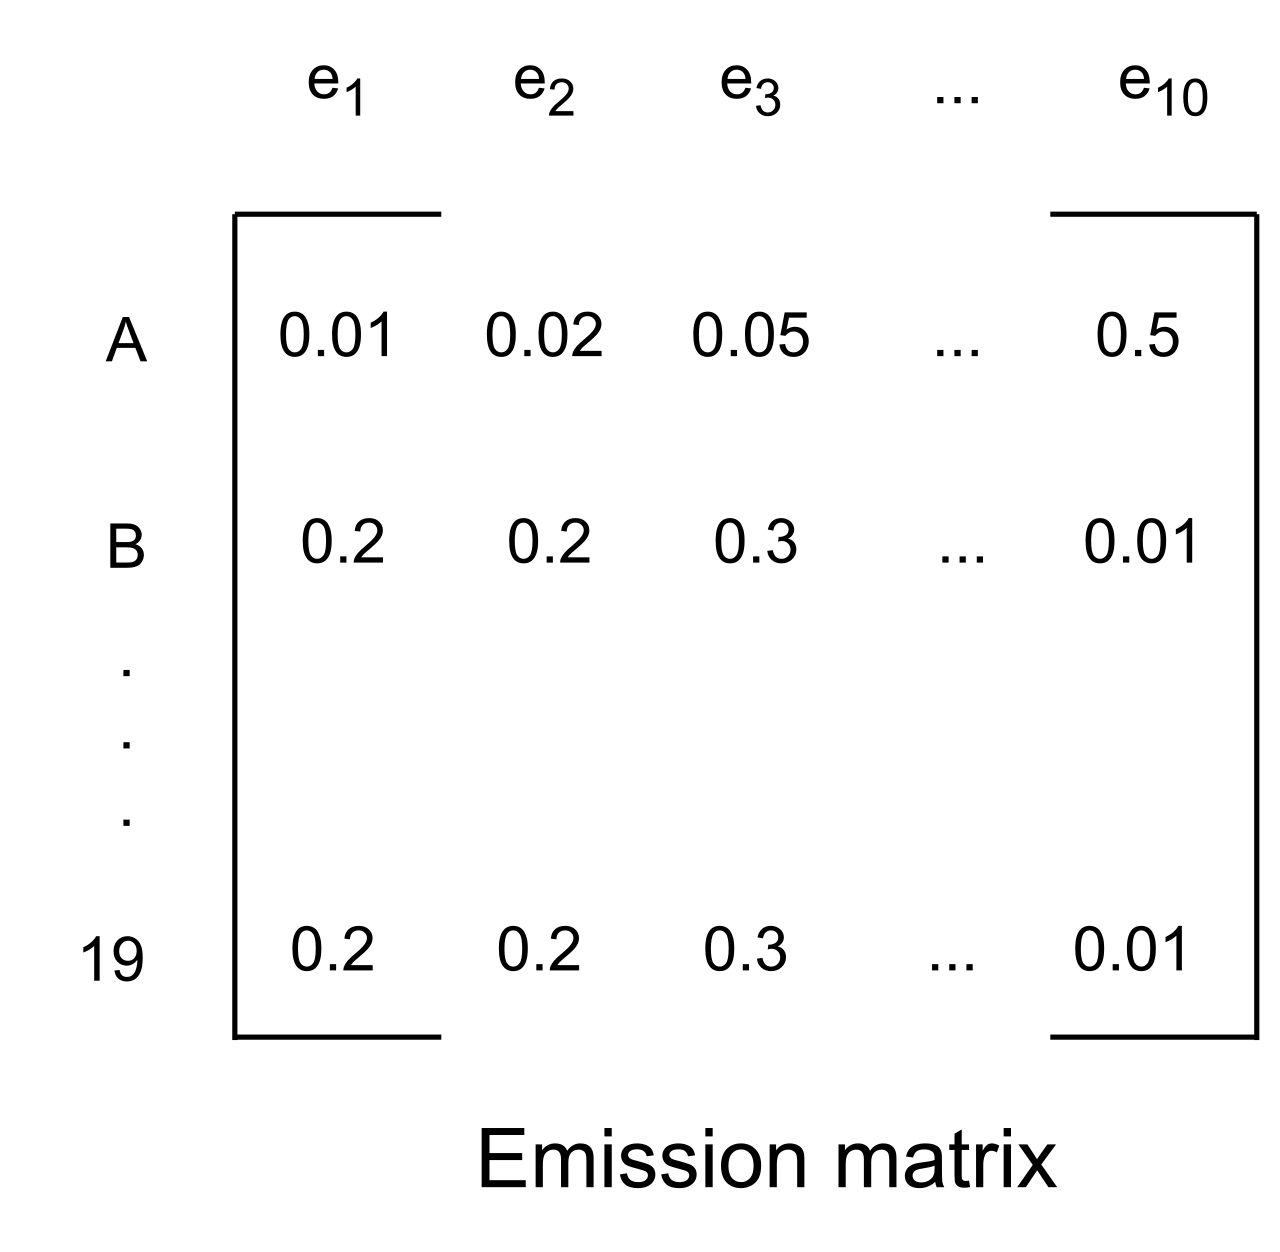 e1 e2 e3 ... e10
A 0.01 0.02 0.05 ... 0.5
B 0.2 0.2 0.3 ... 0.01
.
.
.
19 0.2 0.2 0.3 ... 0.01
Emission matrix